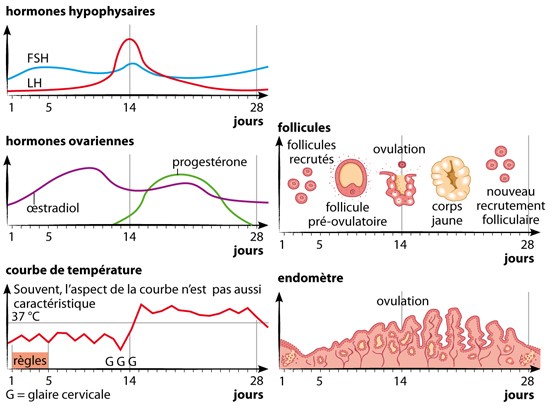 hormones hypophysaires
FSH
LH
1 5 14 28
jours
hormones ovariennes
progestérone
œstradiol
1 5 14 28
jours
follicules
follicules
recrutés
ovulation
follicule
pré-ovulatoire
corps
jaune
nouveau
recrutement
folliculaire
1 5 14 28
jours
courbe de température
Souvent, l'aspect de la courbe n'est pas aussi
caractéristique
37 °C
règles
G G G
1 5 14 28
G = glaire cervicale
jours
endomètre
ovulation
1 5 14 28
jours